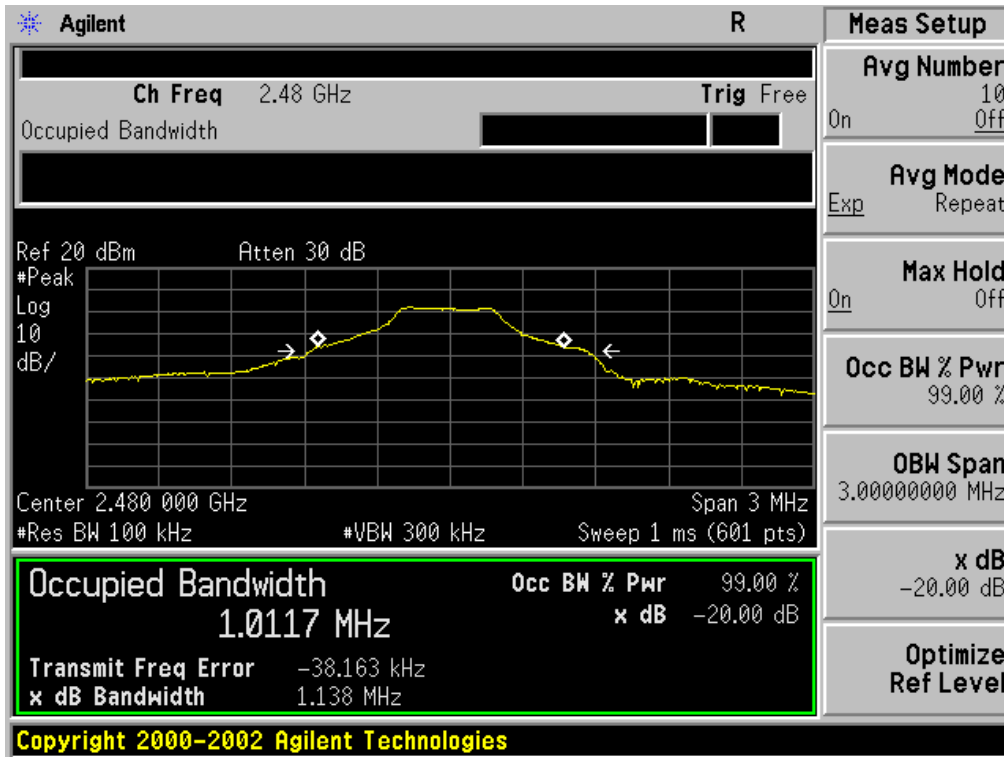 Agilent R Meas Setup
Ch Freq 2.48 GHz Trig Free
Occupied Bandwidth
Ref 20 dBm Atten 30 dB
#Peak
Log
10
dB/
Center 2.480 000 GHz Span 3 MHz
#Res BW 100 kHz #VBW 300 kHz Sweep 1 ms (601 pts)
Occupied Bandwidth Occ BW % Pwr 99.00 %
1.0117 MHz x dB -20.00 dB
Transmit Freq Error -38.163 kHz
x dB Bandwidth 1.138 MHz
Avg Number
10
On Off
Avg Mode
Exp Repeat
Max Hold
On Off
Occ BW % Pwr
99.00 %
OBW Span
3.00000000 MHz
x dB
-20.00 dB
Optimize
Ref Level
Copyright 2000-2002 Agilent Technologies